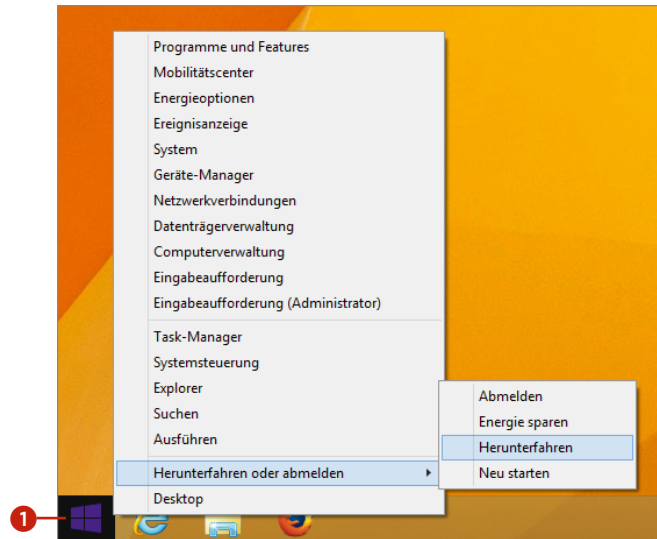 Programme und Features
Mobilitätscenter
Energieoptionen
Ereignisanzeige
System
Geräte-Manager
Netzwerkverbindungen
Datenträgerverwaltung
Computerverwaltung
Eingabeaufforderung
Eingabeaufforderung (Administrator)
Task-Manager
Systemsteuerung
Explorer
Suchen
Ausführen
Herunterfahren oder abmelden
Desktop
Abmelden
Energie sparen
Herunterfahren
Neu starten
1